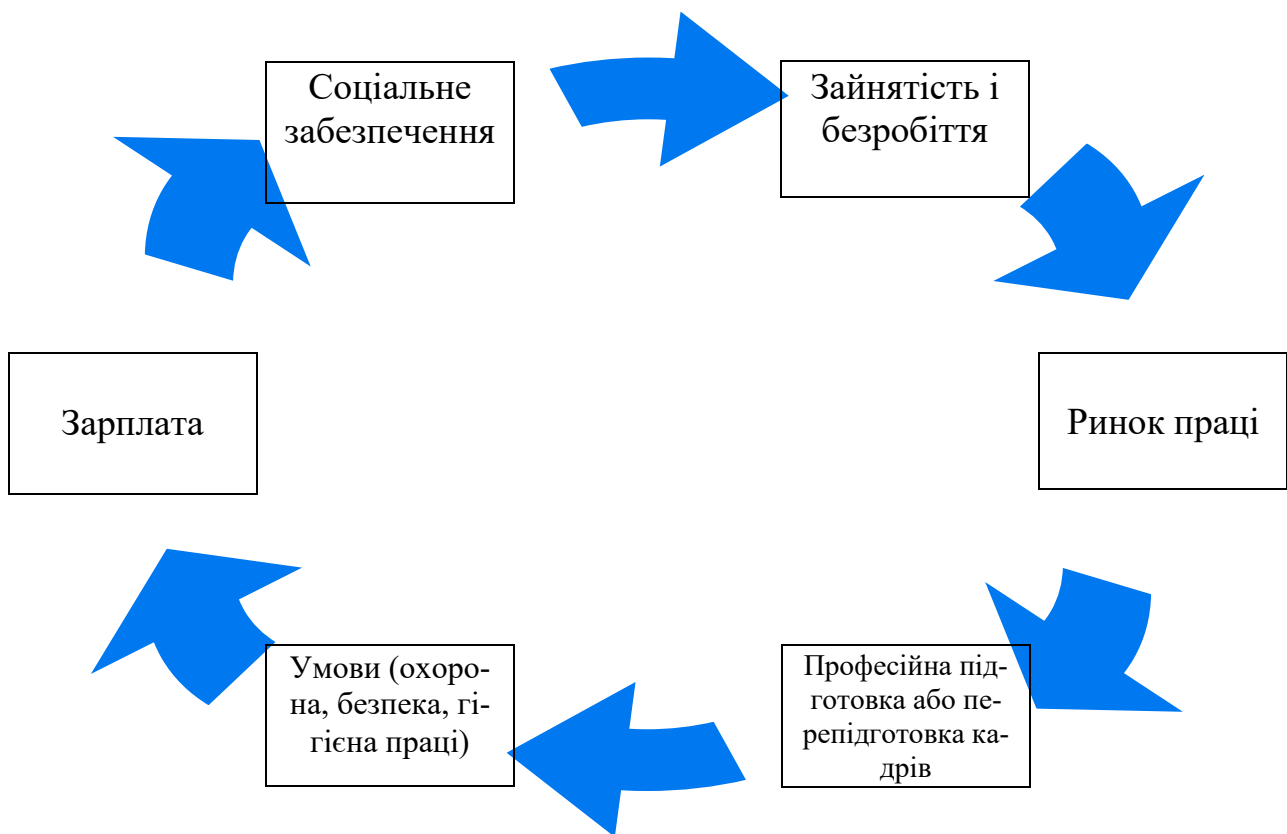 Соціальне
забезпечення
Зайнятість і
безробіття
Зарплата
Ринок праці
Умови (охоро-
на, безпека, гі-
гієна праці)
Професійна під-
готовка або пе-
репідготовка ка-
дрів